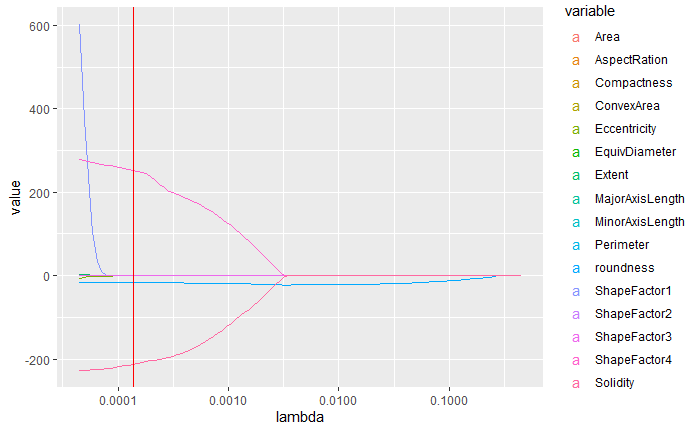 variable
a Area
a AspectRation
a Compactness
a ConvexArea
a Eccentricity
a EquivDiameter
a Extent
a MajorAxisLength
a MinorAxisLength
a Perimeter
a roundness
a ShapeFactor1
a ShapeFactor2
a ShapeFactor3
a ShapeFactor4
a Solidity
value
600
400
200
0
-200
0.0001
0.0010
0.0100
0.1000
lambda